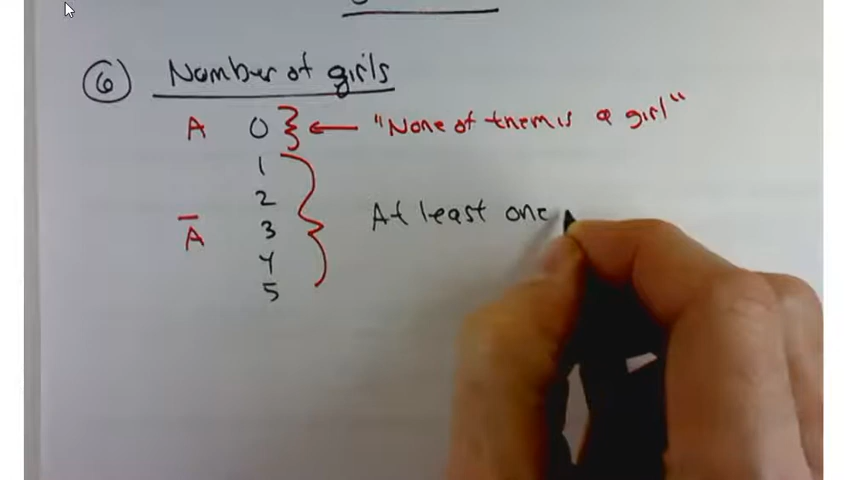 6 Number of girls
A 0 ← "None of them is a girl"
1
2
A̅ 3 At least one
4
5